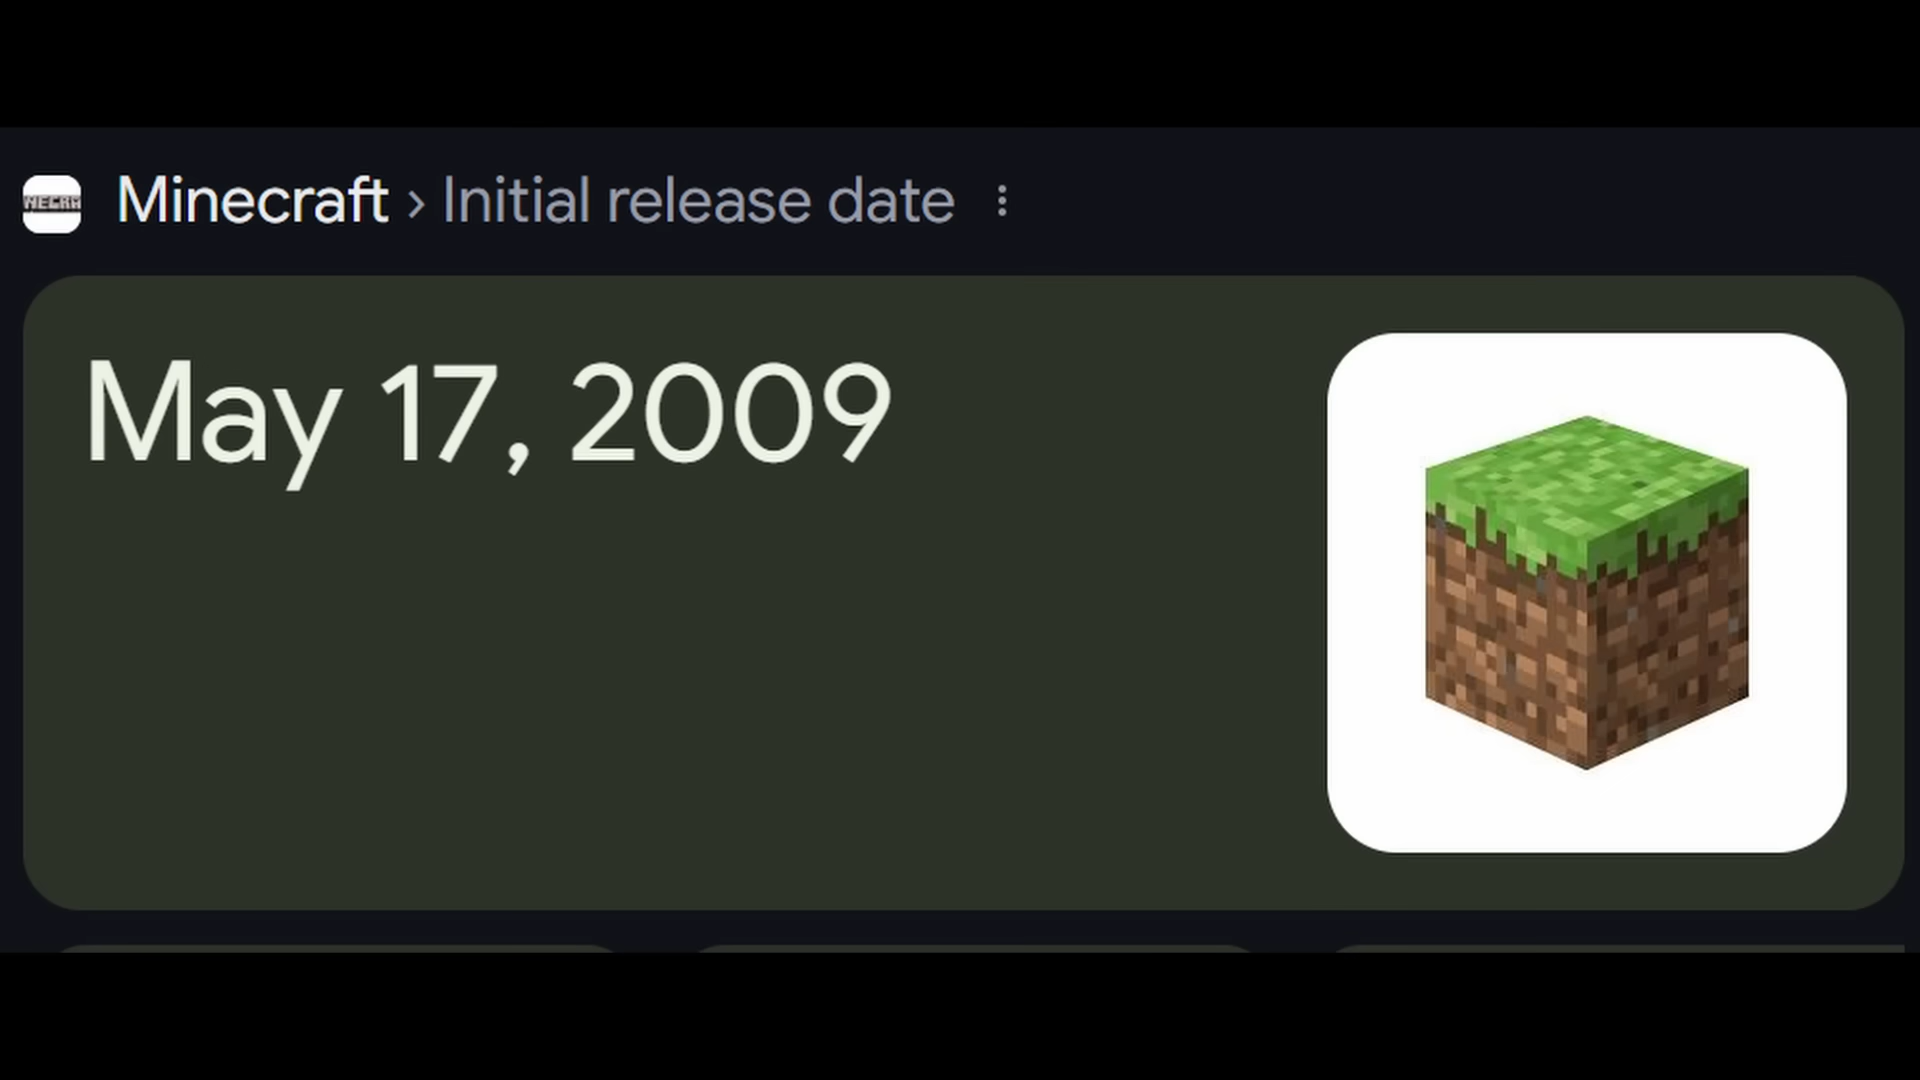 Minecraft › Initial release date
May 17, 2009